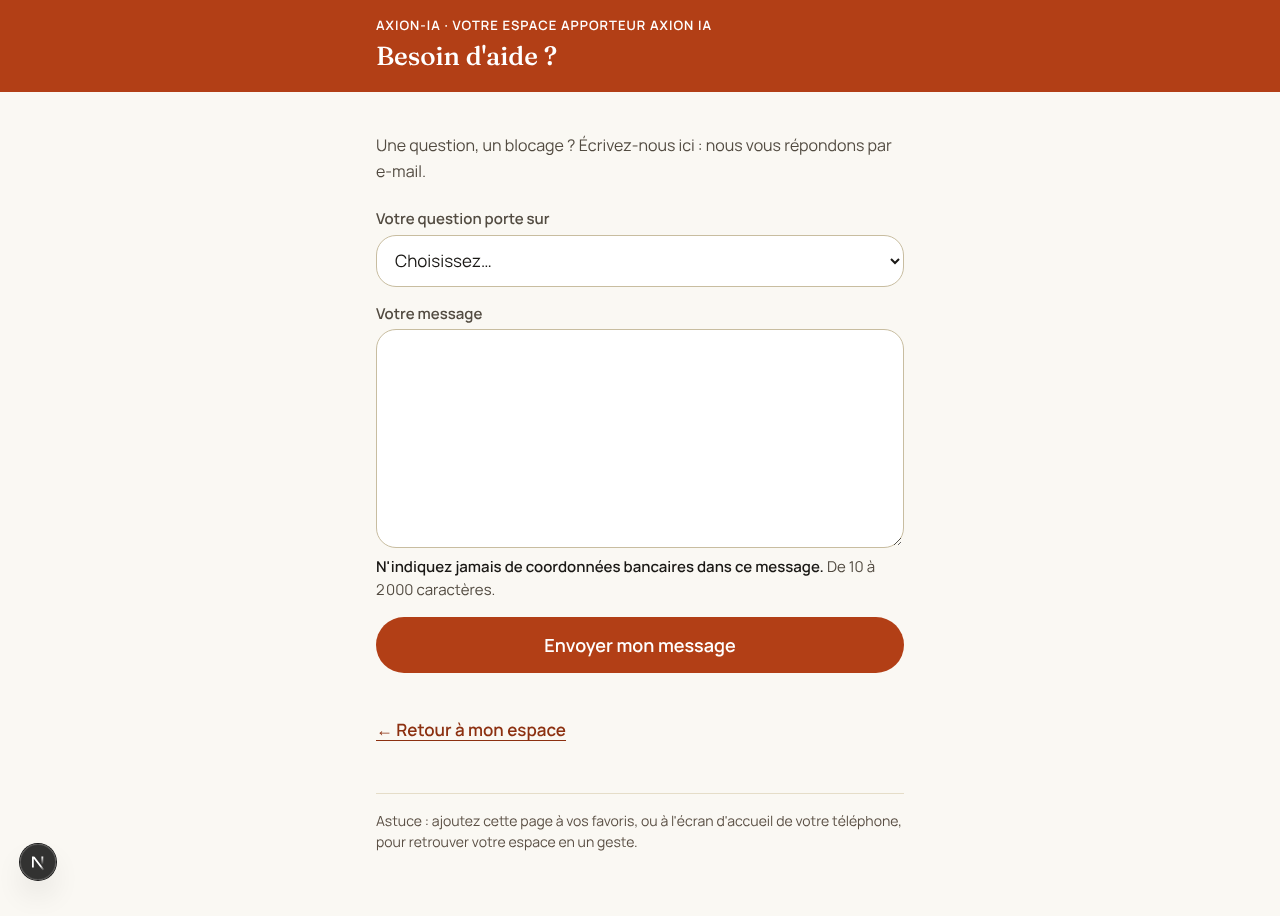 AXION-IA · VOTRE ESPACE APPORTEUR AXION IA
Besoin d'aide ?
Une question, un blocage ? Écrivez-nous ici : nous vous répondons par
e-mail.
Votre question porte sur
Choisissez…
Votre message
N'indiquez jamais de coordonnées bancaires dans ce message. De 10 à
2 000 caractères.
Envoyer mon message
← Retour à mon espace
Astuce : ajoutez cette page à vos favoris, ou à l'écran d'accueil de votre téléphone,
pour retrouver votre espace en un geste.
N